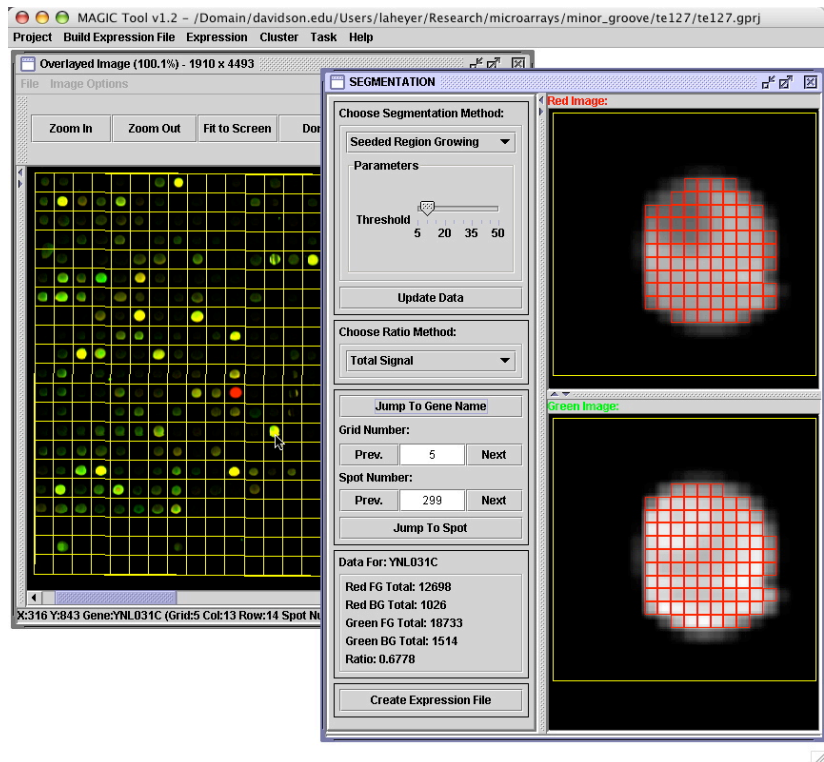 MAGIC Tool v1.2 - /Domain/davidson.edu/Users/laheyer/Research/microarrays/minor_groove/te127/te127.gprj
Project Build Expression File Expression Cluster Task Help
Overlayed Image (100.1%) - 1910 x 4493
File Image Options
Zoom In Zoom Out Fit to Screen Don
X:316 Y:843 Gene:YNL031C (Grid:5 Col:13 Row:14 Spot Nu
SEGMENTATION
Choose Segmentation Method:
Seeded Region Growing
Parameters
Threshold
5 20 35 50
Update Data
Choose Ratio Method:
Total Signal
Jump To Gene Name
Grid Number:
Prev. 5 Next
Spot Number:
Prev. 299 Next
Jump To Spot
Data For: YNL031C
Red FG Total: 12698
Red BG Total: 1026
Green FG Total: 18733
Green BG Total: 1514
Ratio: 0.6778
Create Expression File
Red Image:
Green Image: